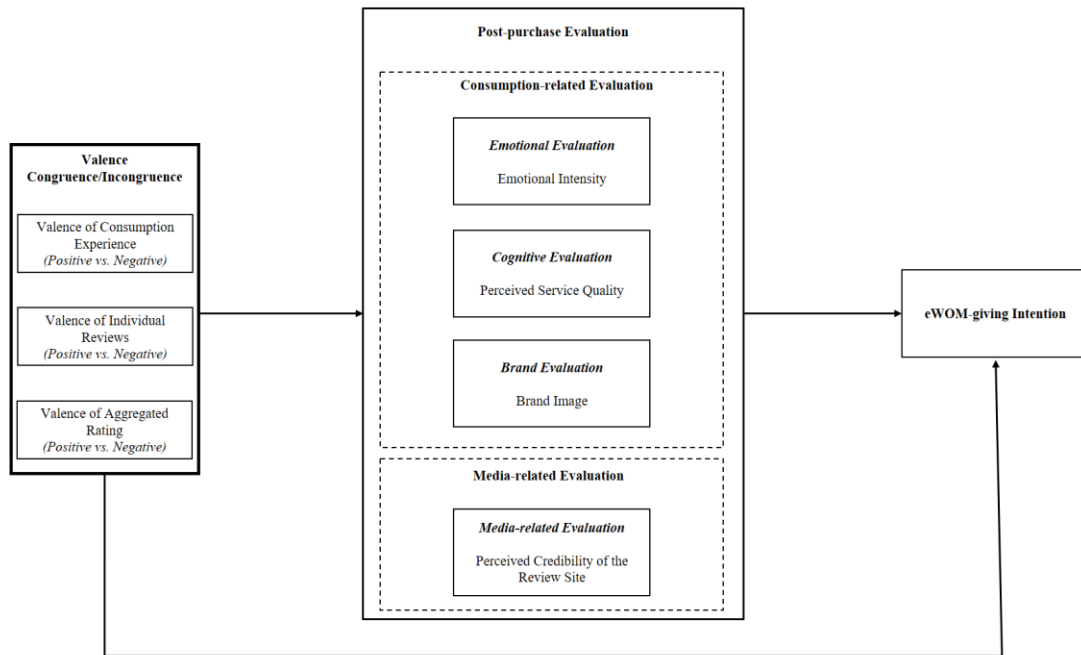 Post-purchase Evaluation
Consumption-related Evaluation
Emotional Evaluation
Emotional Intensity
Valence
Congruence/Incongruence
Valence of Consumption
Experience
(Positive vs. Negative)
Cognitive Evaluation
Perceived Service Quality
Valence of Individual
Reviews
(Positive vs. Negative)
eWOM-giving Intention
Brand Evaluation
Brand Image
Valence of Aggregated
Rating
(Positive vs. Negative)
Media-related Evaluation
Media-related Evaluation
Perceived Credibility of the
Review Site